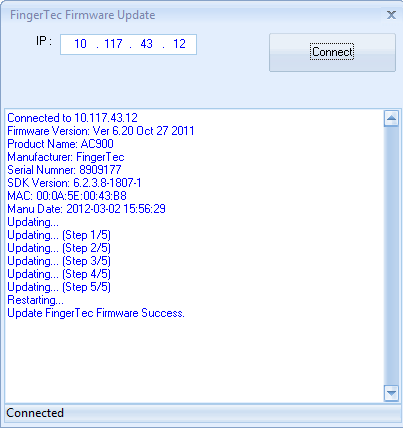 FingerTec Firmware Update
IP : 10 . 117 . 43 . 12
Connect
Connected to 10.117.43.12
Firmware Version: Ver 6.20 Oct 27 2011
Product Name: AC900
Manufacturer: FingerTec
Serial Numner: 8909177
SDK Version: 6.2.3.8-1807-1
MAC: 00:0A:5E:00:43:B8
Manu Date: 2012-03-02 15:56:29
Updating...
Updating... (Step 1/5)
Updating... (Step 2/5)
Updating... (Step 3/5)
Updating... (Step 4/5)
Updating... (Step 5/5)
Restarting...
Update FingerTec Firmware Success.
Connected